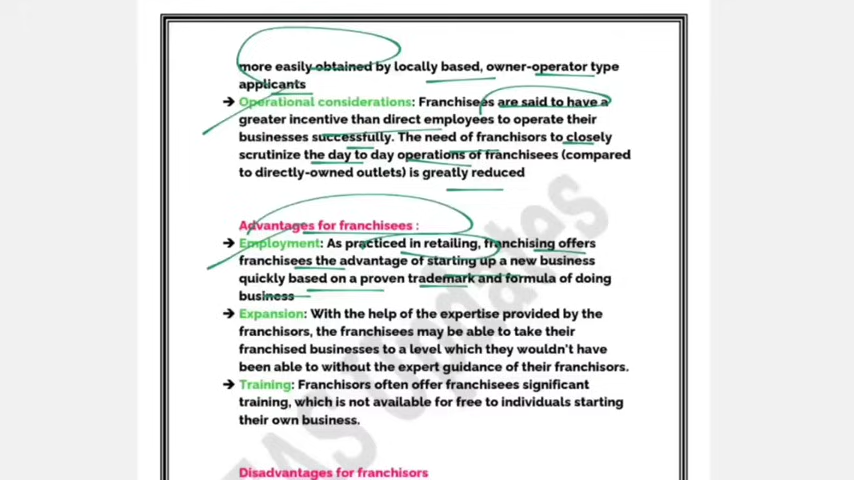 more easily obtained by locally based, owner-operator type
applicants
→ Operational considerations: Franchisees are said to have a
greater incentive than direct employees to operate their
businesses successfully. The need of franchisors to closely
scrutinize the day to day operations of franchisees (compared
to directly-owned outlets) is greatly reduced
Advantages for franchisees :
→ Employment: As practiced in retailing, franchising offers
franchisees the advantage of starting up a new business
quickly based on a proven trademark and formula of doing
business
→ Expansion: With the help of the expertise provided by the
franchisors, the franchisees may be able to take their
franchised businesses to a level which they wouldn't have
been able to without the expert guidance of their franchisors.
→ Training: Franchisors often offer franchisees significant
training, which is not available for free to individuals starting
their own business.
Disadvantages for franchisors